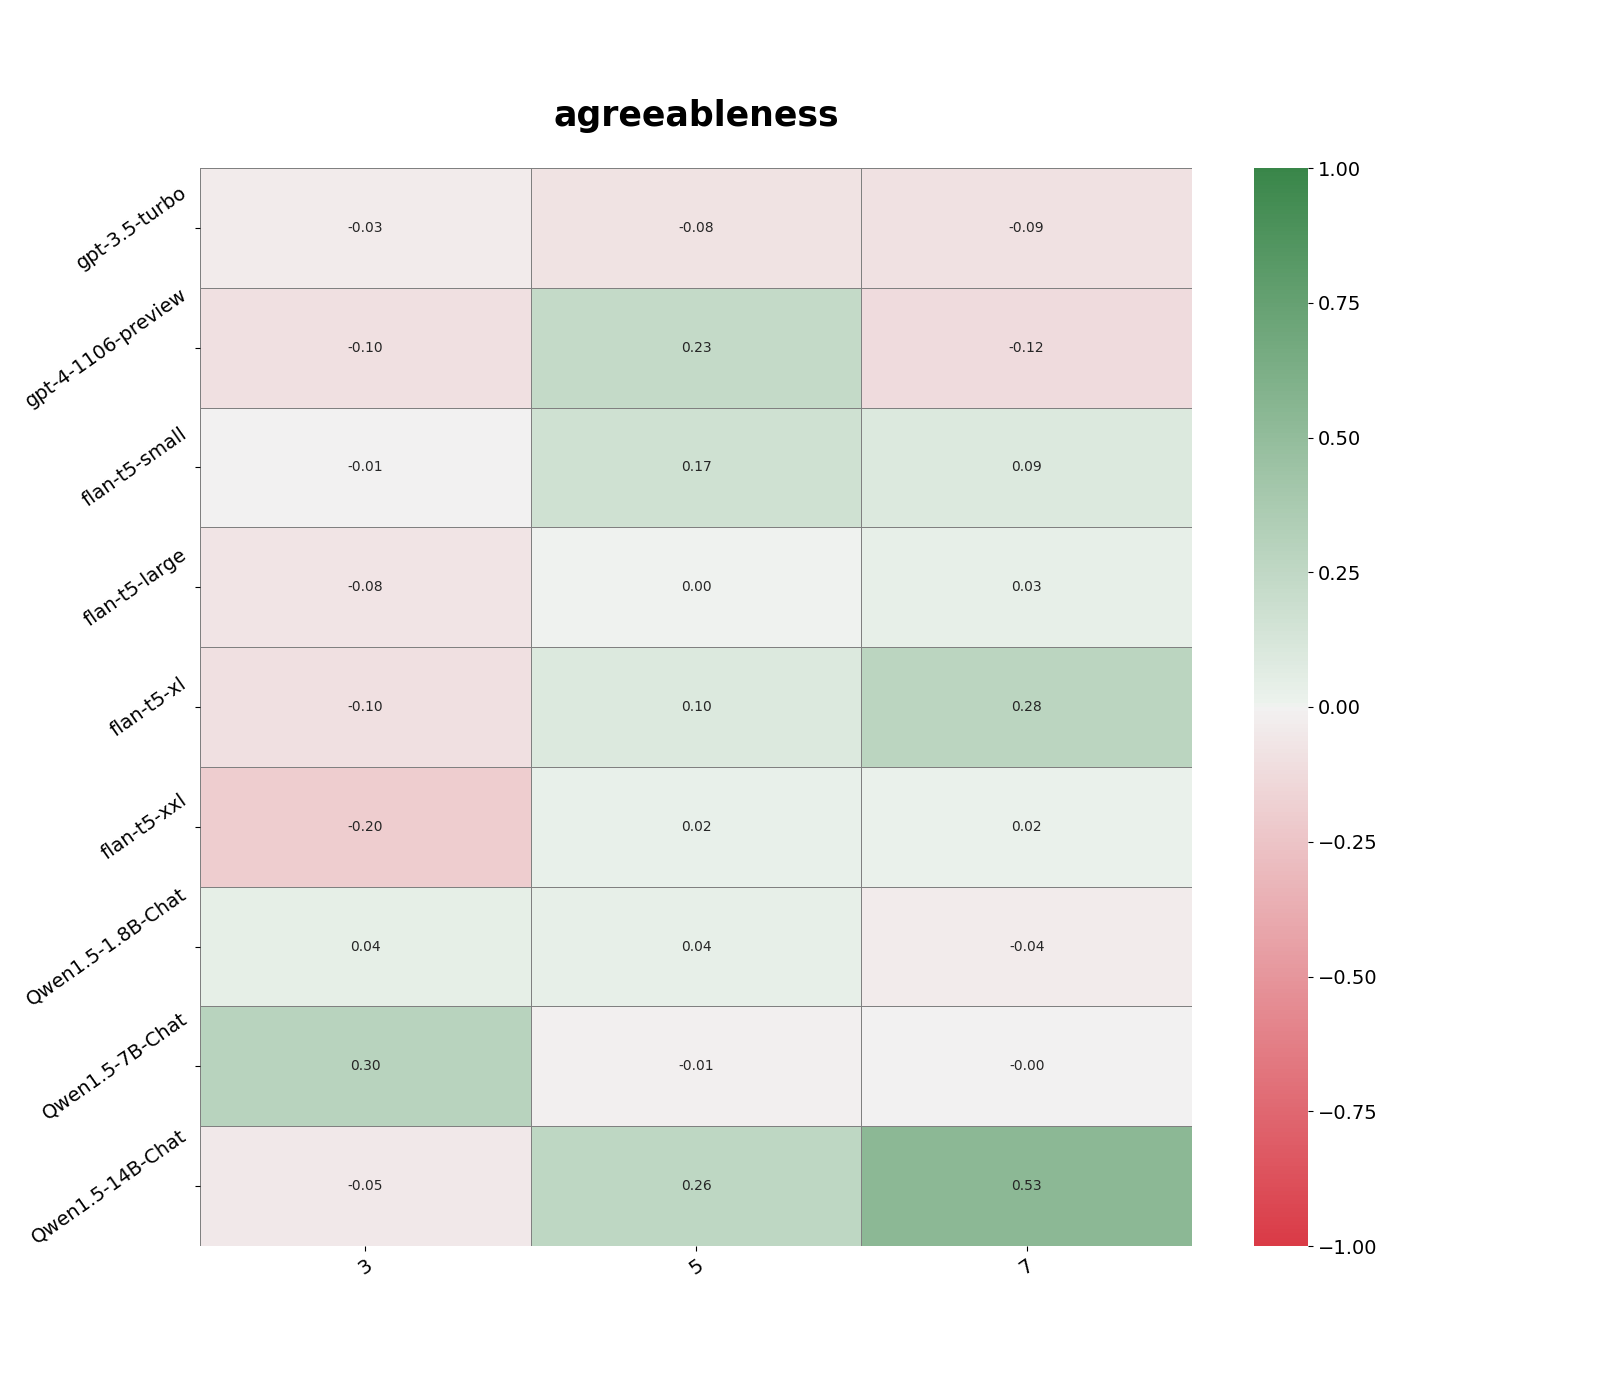 agreeableness
gpt-3.5-turbo -0.03 -0.08 -0.09
gpt-4-1106-preview -0.10 0.23 -0.12
flan-t5-small -0.01 0.17 0.09
flan-t5-large -0.08 0.00 0.03
flan-t5-xl -0.10 0.10 0.28
flan-t5-xxl -0.20 0.02 0.02
Qwen1.5-1.8B-Chat 0.04 0.04 -0.04
Qwen1.5-7B-Chat 0.30 -0.01 -0.00
Qwen1.5-14B-Chat -0.05 0.26 0.53
3 5 7
1.00
0.75
0.50
0.25
0.00
−0.25
−0.50
−0.75
−1.00